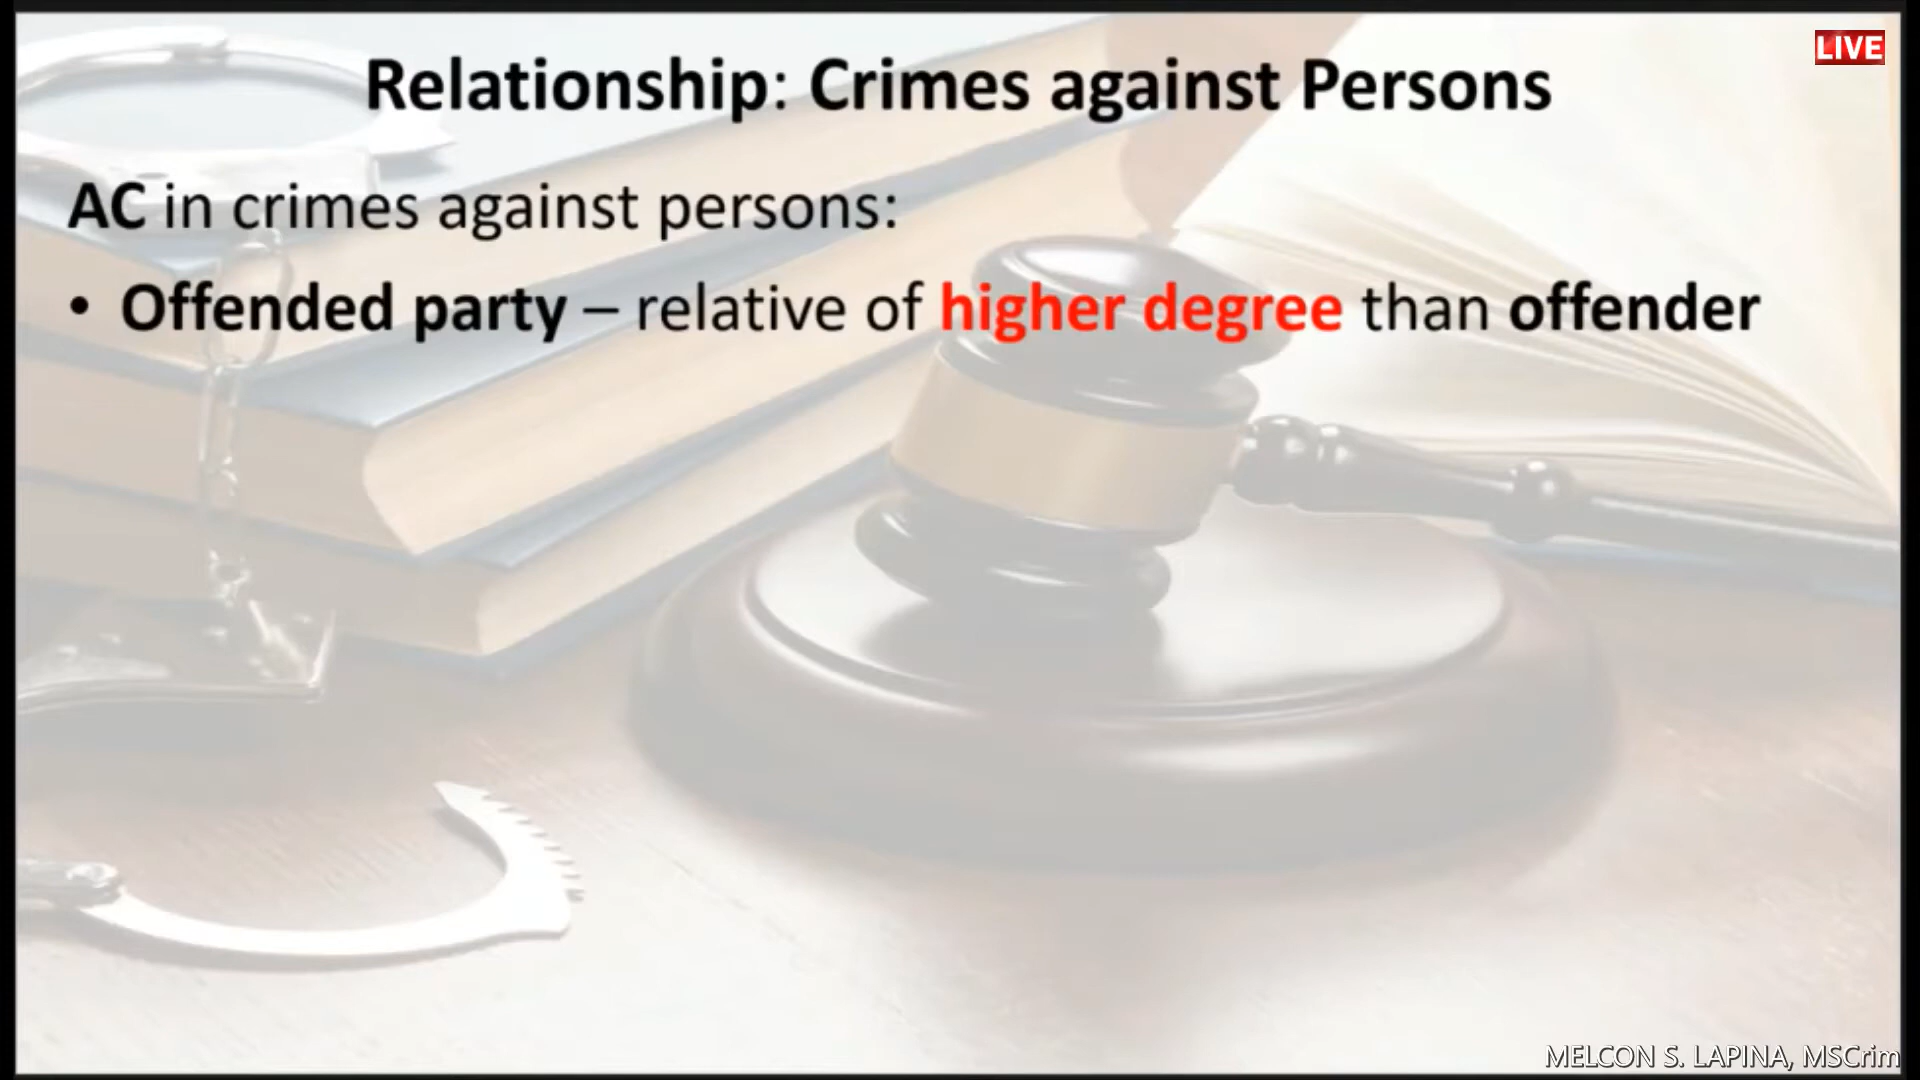 LIVE
Relationship: Crimes against Persons
AC in crimes against persons:
• Offended party – relative of higher degree than offender
MELCON S. LAPINA, MSCrim